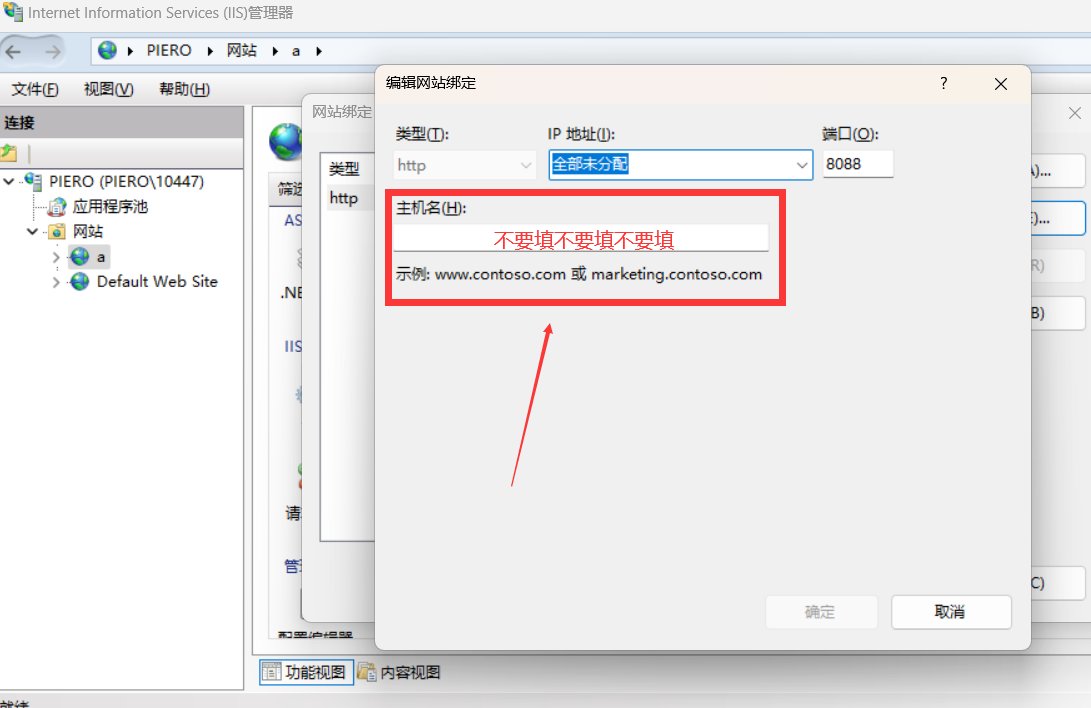 Internet Information Services (IIS)管理器
PIERO
网站
a
文件(F)
视图(V)
帮助(H)
连接
PIERO (PIERO\10447)
应用程序池
网站
a
Default Web Site
筛选
AS
.NE
IIS
请
管理
配置编辑器
功能视图
内容视图
就绪
网站绑定
类型
http
编辑网站绑定
?
类型(T):
IP 地址(I):
端口(O):
http
全部未分配
8088
主机名(H):
不要填不要填不要填
示例: www.contoso.com 或 marketing.contoso.com
确定
取消
)...
)...
R)
B)
C)